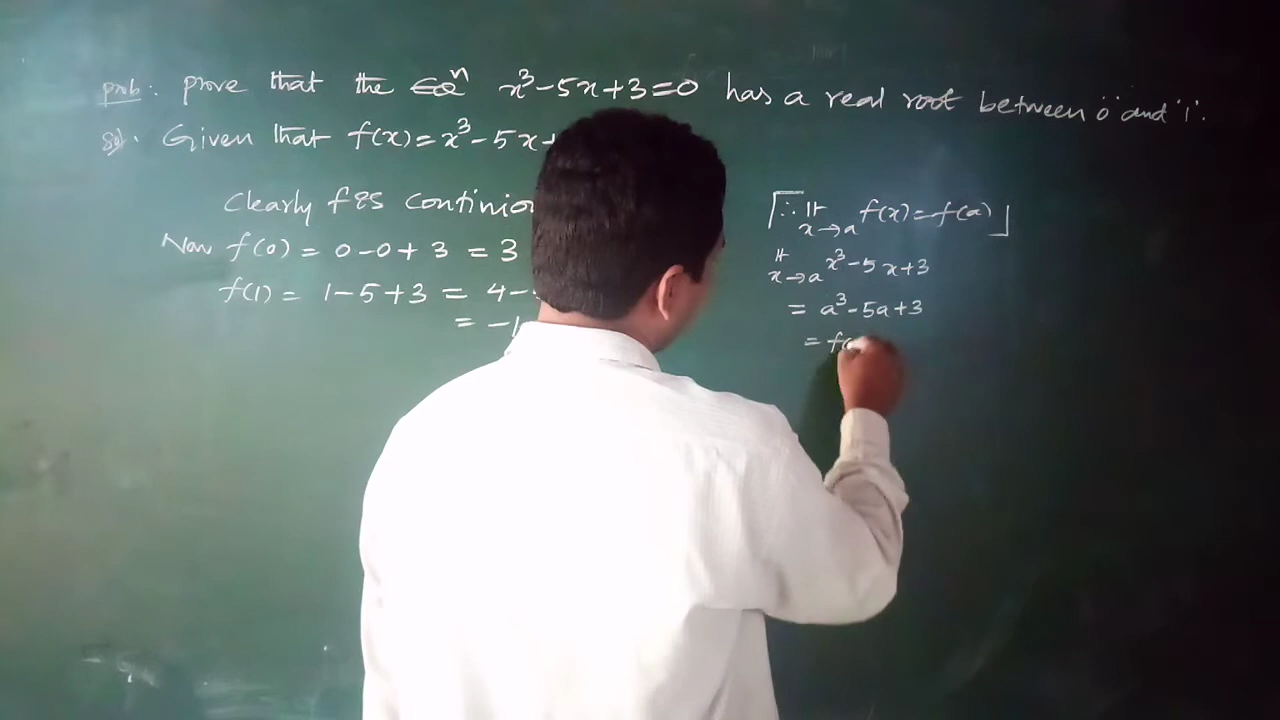 prob: prove that the Eqⁿ x³-5x+3=0 has a real root between '0' and '1'.
Sol. Given that f(x)=x³-5x+
Clearly f is continio
Now f(0) = 0-0+3 = 3
f(1) = 1-5+3 = 4-
= -1
[∵ lt x→a f(x)=f(a)]
lt x→a x³-5x+3
= a³-5a+3
= f(